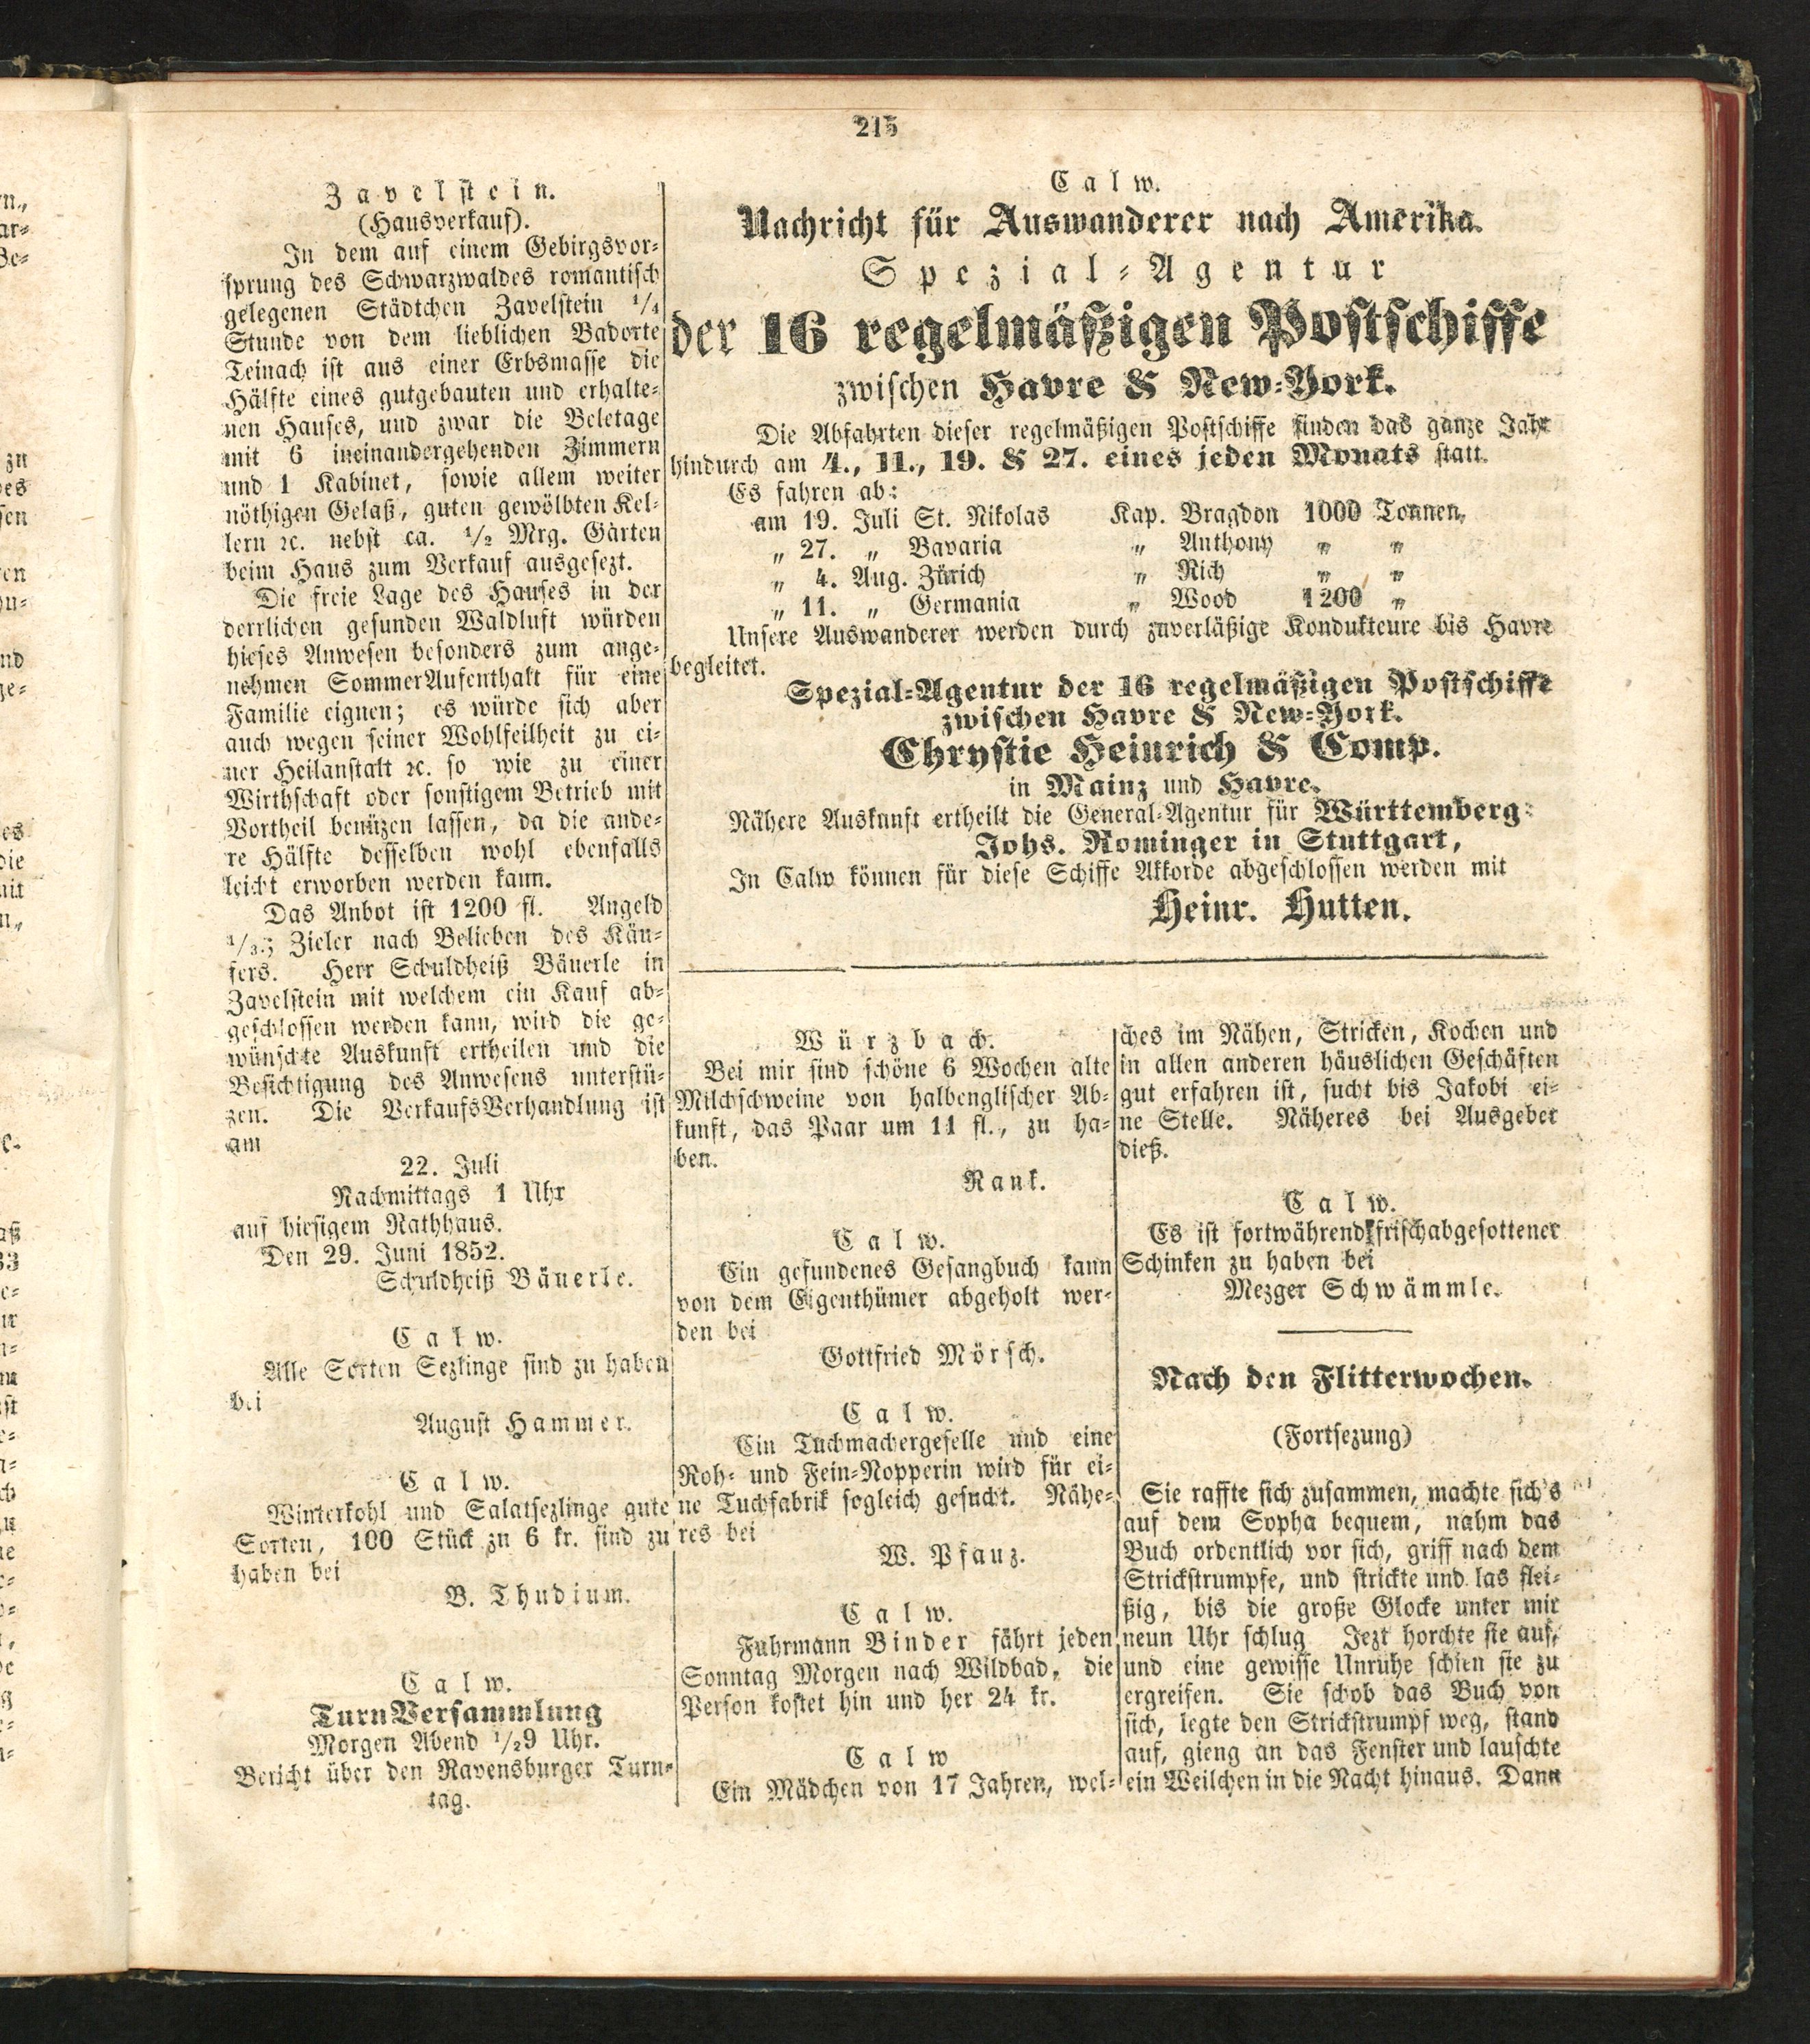 215
Zavelstein.
(Hausverkauf).
In dem auf einem Gebirgsvor-
sprung des Schwarzwaldes romantisch
gelegenen Städtchen Zavelstein 1/4
Stunde von dem lieblichen Badorte
Teinach ist aus einer Erbsmasse die
Hälfte eines gutgebauten und erhalte-
nen Hauses, und zwar die Beletage
mit 6 ineinandergehenden Zimmern
und 1 Kabinet, sowie allem weiter
nöthigen Gelaß, guten gewölbten Kel-
lern ꝛc. nebst ca. 1/2 Mrg. Gärten
beim Haus zum Verkauf ausgesezt.
Die freie Lage des Hauses in der
derrlichen gesunden Waldluft würden
hieses Anwesen besonders zum ange-
nehmen SommerAufenthalt für eine
Familie eignen; es würde sich aber
auch wegen seiner Wohlfeilheit zu ei-
ner Heilanstalt ꝛc. so wie zu einer
Wirthschaft oder sonstigem Betrieb mit
Vortheil benüzen lassen, da die ande-
re Hälfte desselben wohl ebenfalls
leicht erworben werden kann.
Das Anbot ist 1200 fl. Angeld
1/3; Zieler nach Belieben des Käu-
fers. Herr Schuldheiß Bäuerle in
Zavelstein mit welchem ein Kauf ab-
geschlossen werden kann, wird die ge-
wünschte Auskunft ertheilen und die
Besichtigung des Anwesens unterstü-
zen. Die VerkaufsVerhandlung ist
am
22. Juli
Nachmittags 1 Uhr
auf hiesigem Rathhaus.
Den 29. Juni 1852.
Schuldheiß Bäuerle.
Calw.
Alle Sorten Sezlinge sind zu haben
bei
August Hammer.
Calw.
Winterkohl und Salatsezlinge gute
Sorten, 100 Stück zu 6 kr. sind zu
haben bei
B. Thudium.
Calw.
TurnVersammlung
Morgen Abend 1/29 Uhr.
Bericht über den Ravensburger Turn-
tag.
Calw.
Nachricht für Auswanderer nach Amerika.
Spezial-Agentur
der 16 regelmäßigen Postschiffe
zwischen Havre & New-York.
Die Abfahrten dieser regelmäßigen Postschiffe finden das ganze Jahr
hindurch am 4., 11., 19. & 27. eines jeden Monats statt.
Es fahren ab:
am 19. Juli St. Nikolas Kap. Bragdon 1000 Tonnen,
„ 27. „ Bavaria „ Anthony „ „
„ 4. Aug. Zürich „ Rich „ „
„ 11. „ Germania „ Wood 1200 „
Unsere Auswanderer werden durch zuverläßige Kondukteure bis Havre
begleitet.
Spezial-Agentur der 16 regelmäßigen Postschiffe
zwischen Havre & New-York.
Chrystie Heinrich & Comp.
in Mainz und Havre.
Nähere Auskunft ertheilt die General-Agentur für Württemberg:
Johs. Rominger in Stuttgart,
In Calw können für diese Schiffe Akkorde abgeschlossen werden mit
Heinr. Hutten.
Würzbach.
Bei mir sind schöne 6 Wochen alte
Milchschweine von halbenglischer Ab-
kunft, das Paar um 11 fl., zu ha-
ben.
Rank.
Calw.
Ein gefundenes Gesangbuch kann
von dem Eigenthümer abgeholt wer-
den bei
Gottfried Mörsch.
Calw.
Ein Tuchmachergeselle und eine
Roh- und Fein-Nopperin wird für ei-
ne Tuchfabrik sogleich gesucht. Nähe-
res bei
W. Pfauz.
Calw.
Fuhrmann Binder fährt jeden
Sonntag Morgen nach Wildbad, die
Person kostet hin und her 24 kr.
Calw
Ein Mädchen von 17 Jahren, wel-
ches im Nähen, Stricken, Kochen und
in allen anderen häuslichen Geschäften
gut erfahren ist, sucht bis Jakobi ei-
ne Stelle. Näheres bei Ausgeber
dieß.
Calw.
Es ist fortwährend frischabgesottener
Schinken zu haben bei
Mezger Schwämmle.
Nach den Flitterwochen.
(Fortsezung)
Sie raffte sich zusammen, machte sich's
auf dem Sopha bequem, nahm das
Buch ordentlich vor sich, griff nach dem
Strickstrumpfe, und strickte und las flei-
ßig, bis die große Glocke unter mir
neun Uhr schlug Jezt horchte sie auf,
und eine gewisse Unruhe schien sie zu
ergreifen. Sie schob das Buch von
sich, legte den Strickstrumpf weg, stand
auf, gieng an das Fenster und lauschte
ein Weilchen in die Nacht hinaus. Dann